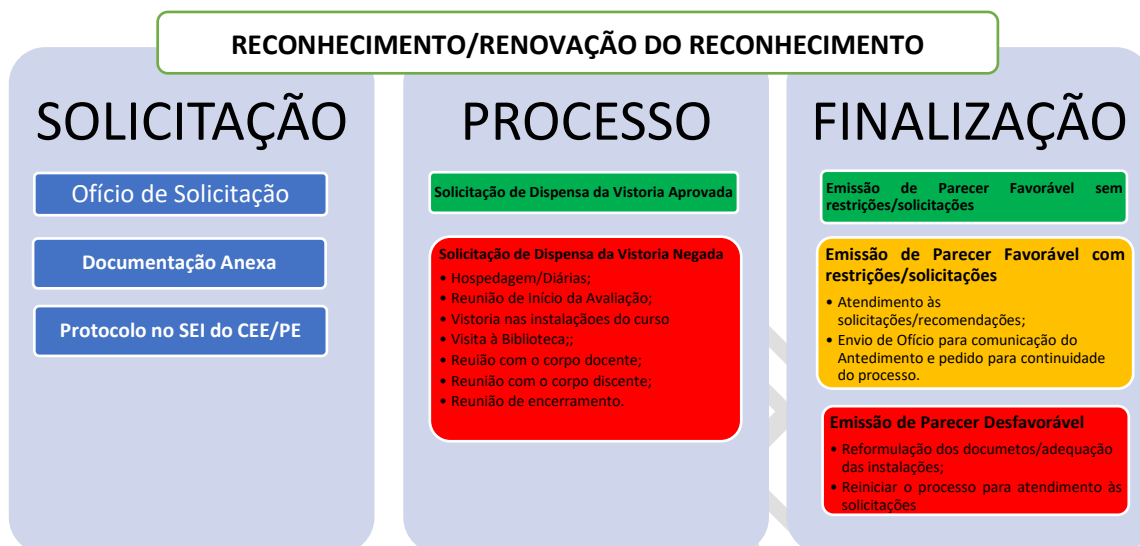 RECONHECIMENTO/RENOVAÇÃO DO RECONHECIMENTO
SOLICITAÇÃO
Ofício de Solicitação
Documentação Anexa
Protocolo no SEI do CEE/PE
PROCESSO
Solicitação de Dispensa da Vistoria Aprovada
Solicitação de Dispensa da Vistoria Negada
• Hospedagem/Diárias;
• Reunião de Início da Avaliação;
• Vistoria nas instalaçãoes do curso
• Visita à Biblioteca;;
• Reuião com o corpo docente;
• Reunião com o corpo discente;
• Reunião de encerramento.
FINALIZAÇÃO
Emissão de Parecer Favorável sem
restrições/solicitações
Emissão de Parecer Favorável com
restrições/solicitações
• Atendimento às
solicitações/recomendações;
• Envio de Ofício para comunicação do
Antedimento e pedido para continuidade
do processo.
Emissão de Parecer Desfavorável
• Reformulação dos documetos/adequação
das instalações;
• Reiniciar o processo para atendimento às
solicitações